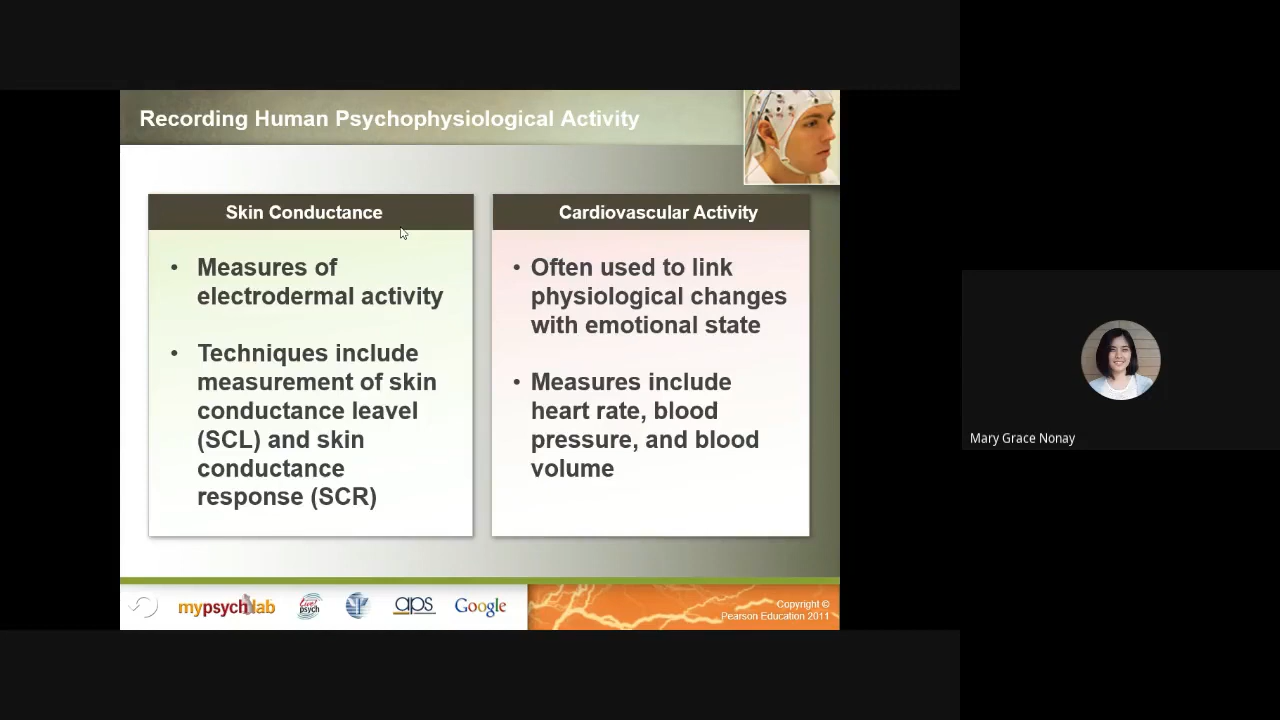 Recording Human Psychophysiological Activity
Skin Conductance
• Measures of
electrodermal activity
• Techniques include
measurement of skin
conductance leavel
(SCL) and skin
conductance
response (SCR)
Cardiovascular Activity
• Often used to link
physiological changes
with emotional state
• Measures include
heart rate, blood
pressure, and blood
volume
mypsychlab
Live!
psych
aps
Google
Copyright ©
Pearson Education 2011
Mary Grace Nonay